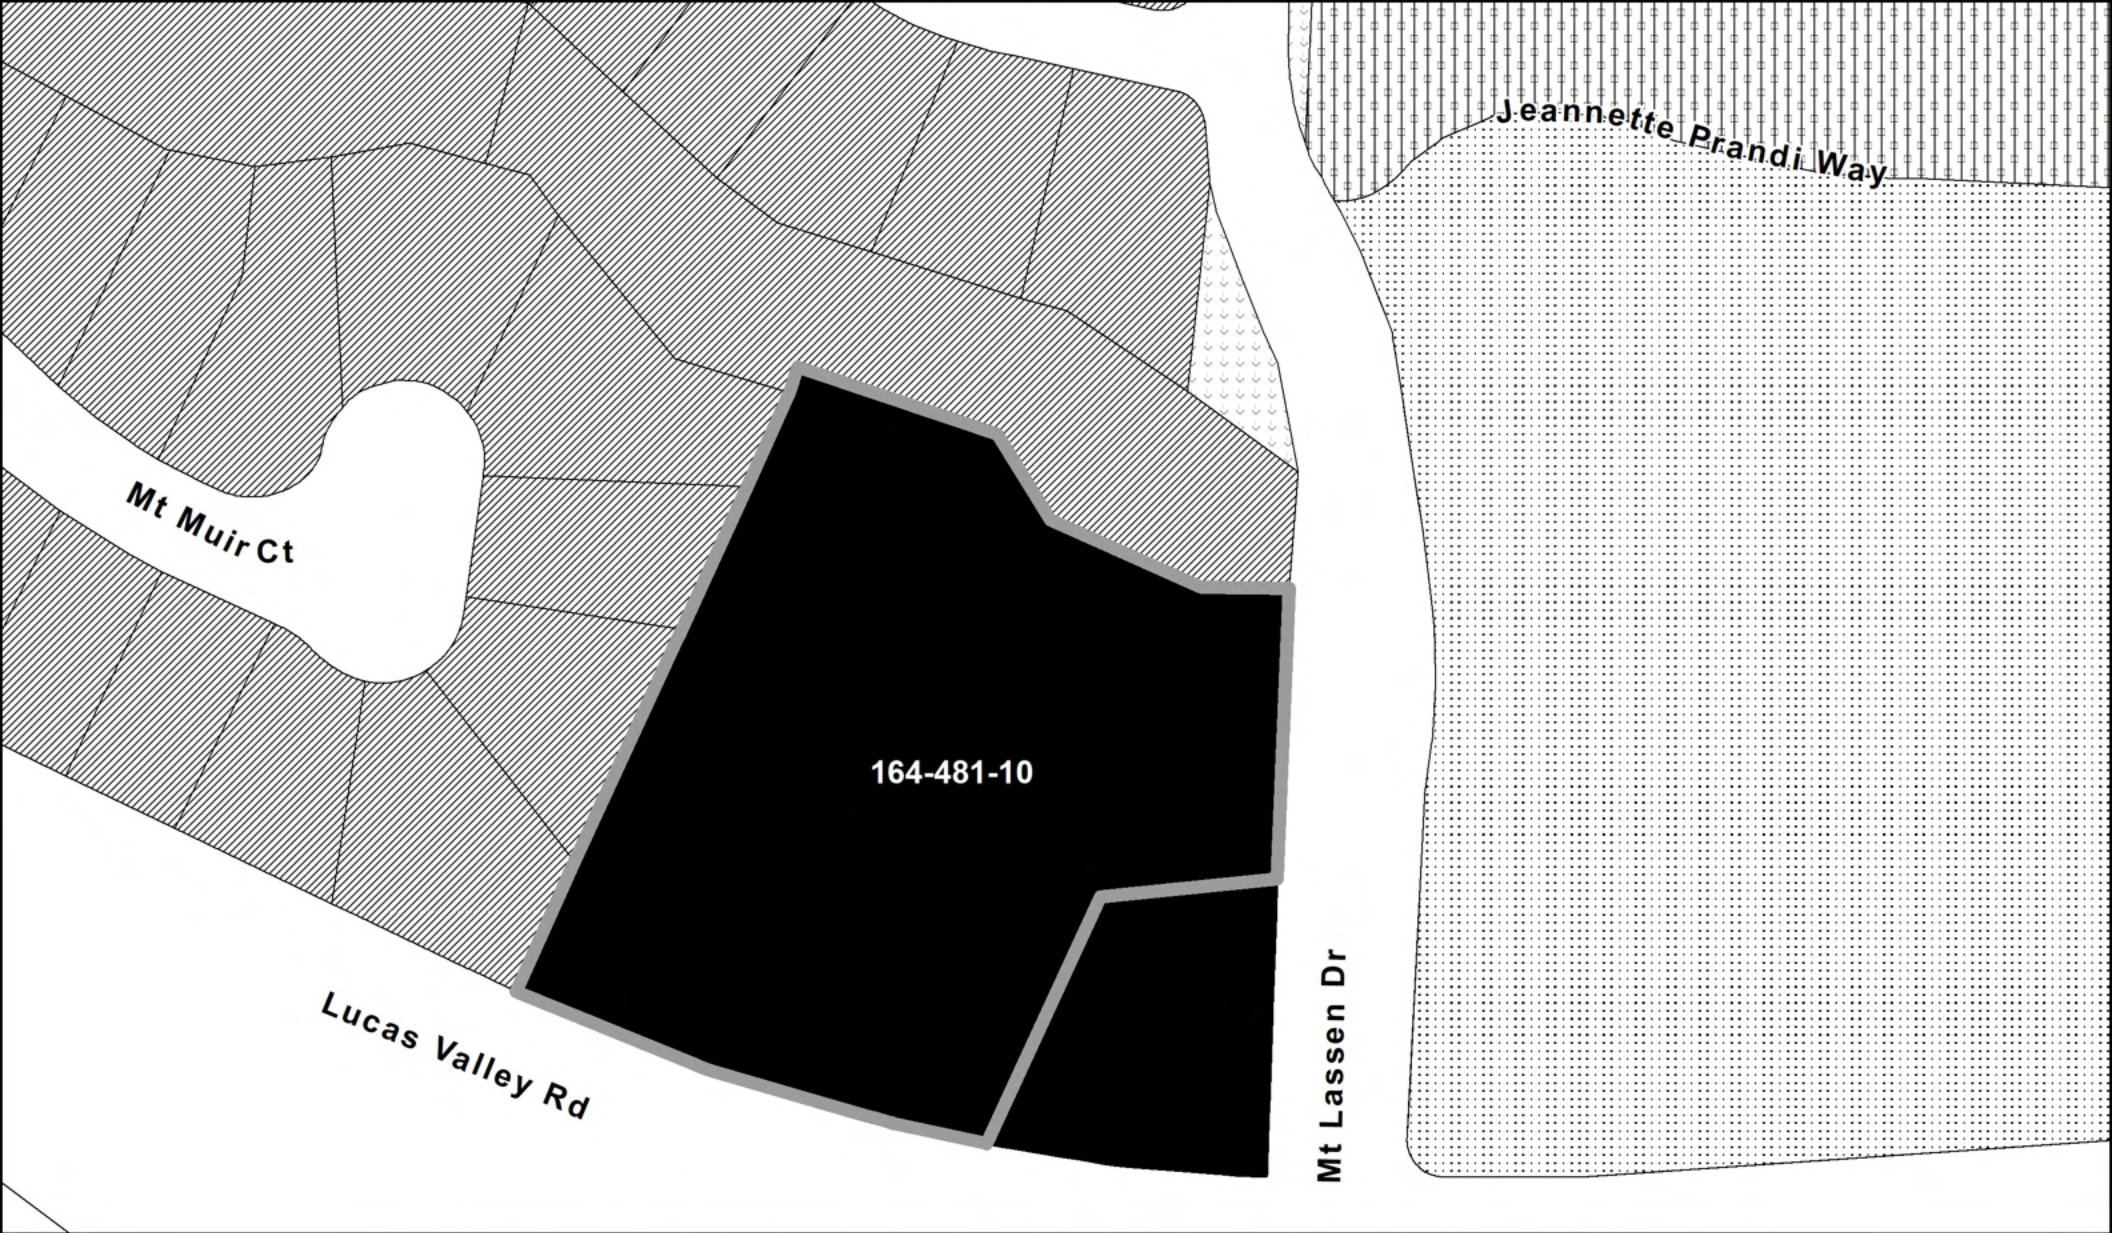 Jeannette Prandi Way
Mt Muir Ct
164-481-10
Lucas Valley Rd
Mt Lassen Dr